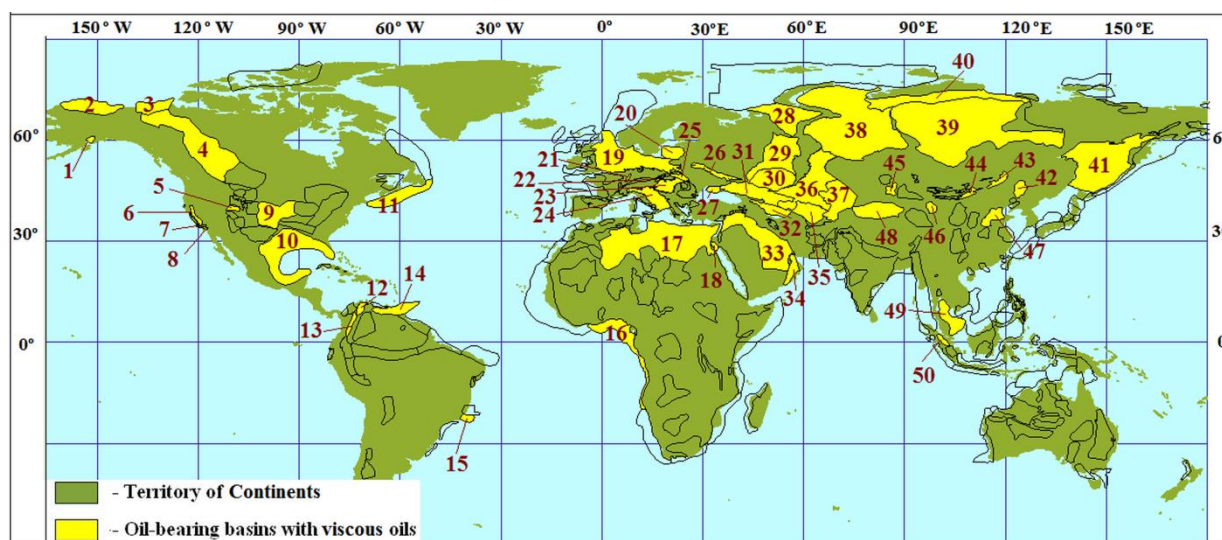 150 °W 120 °W 90 °W 60 °W 30 °W 0°E 30°E 60°E 90°E 120°E 150°E
40
2 3 20 28
60° 25 38 39
4 26 31 29
1 21 19 45 44 43 41
5 22 30 42
6 9 11 23 36 37
7 24 27 48 46 47
30° 10 17 32
8 18 33 35
12 14 34
13 16 49
0° 50
15
- Territory of Continents
- Oil-bearing basins with viscous oils